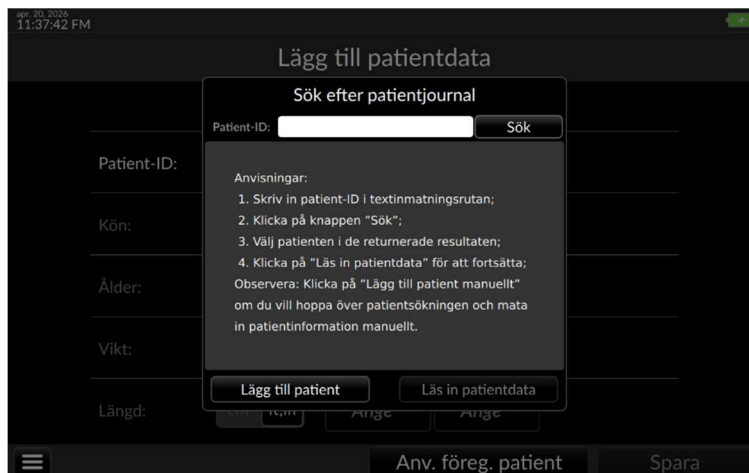 apr. 20, 2026
11:37:42 FM
Lägg till patientdata
Sök efter patientjournal
Patient-ID:
Sök
Anvisningar:
1. Skriv in patient-ID i textinmatningsrutan;
2. Klicka på knappen ”Sök”;
3. Välj patienten i de returnerade resultaten;
4. Klicka på ”Läs in patientdata” för att fortsätta;
Observera: Klicka på ”Lägg till patient manuellt”
om du vill hoppa över patientsökningen och mata
in patientinformation manuellt.
Lägg till patient
Läs in patientdata
Patient-ID:
Kön:
Ålder:
Vikt:
Längd:
cm
ft,in
Ange
Ange
Anv. föreg. patient
Spara